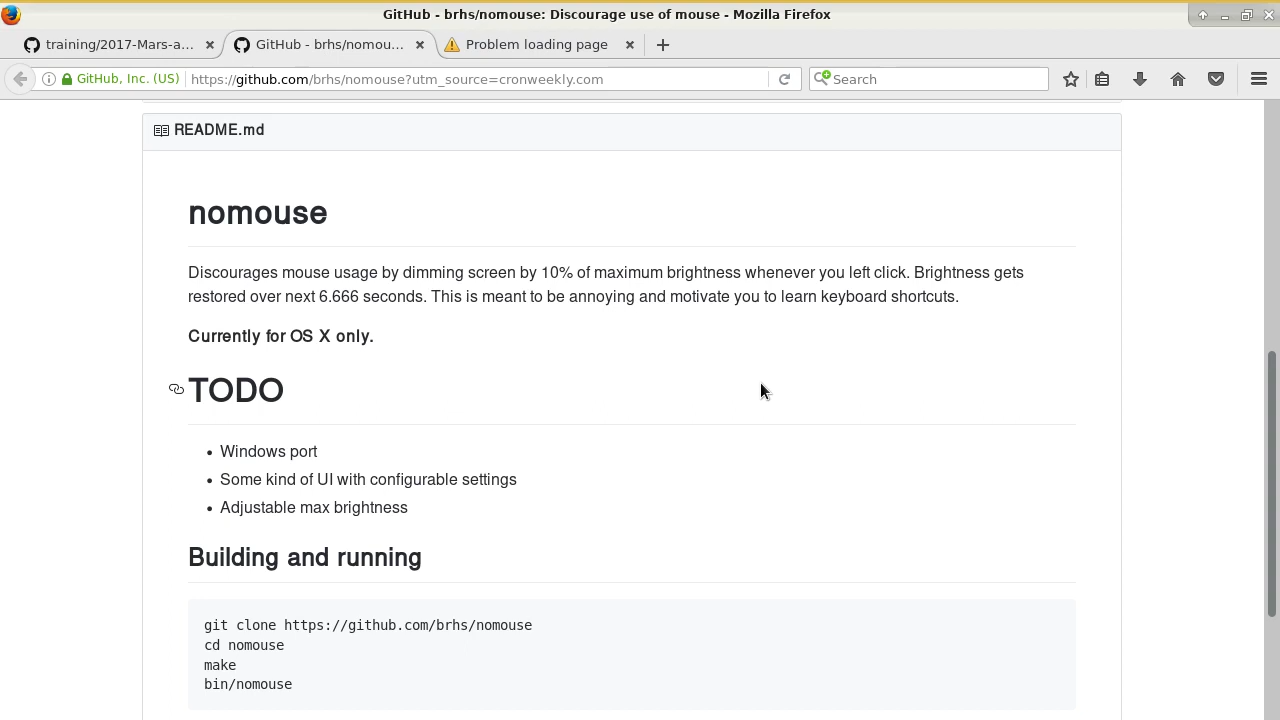 GitHub - brhs/nomouse: Discourage use of mouse - Mozilla Firefox
training/2017-Mars-a...
GitHub - brhs/nomou...
Problem loading page
GitHub, Inc. (US)
https://github.com/brhs/nomouse?utm_source=cronweekly.com
Search
README.md
nomouse
Discourages mouse usage by dimming screen by 10% of maximum brightness whenever you left click. Brightness gets
restored over next 6.666 seconds. This is meant to be annoying and motivate you to learn keyboard shortcuts.
Currently for OS X only.
TODO
• Windows port
• Some kind of UI with configurable settings
• Adjustable max brightness
Building and running
git clone https://github.com/brhs/nomouse
cd nomouse
make
bin/nomouse